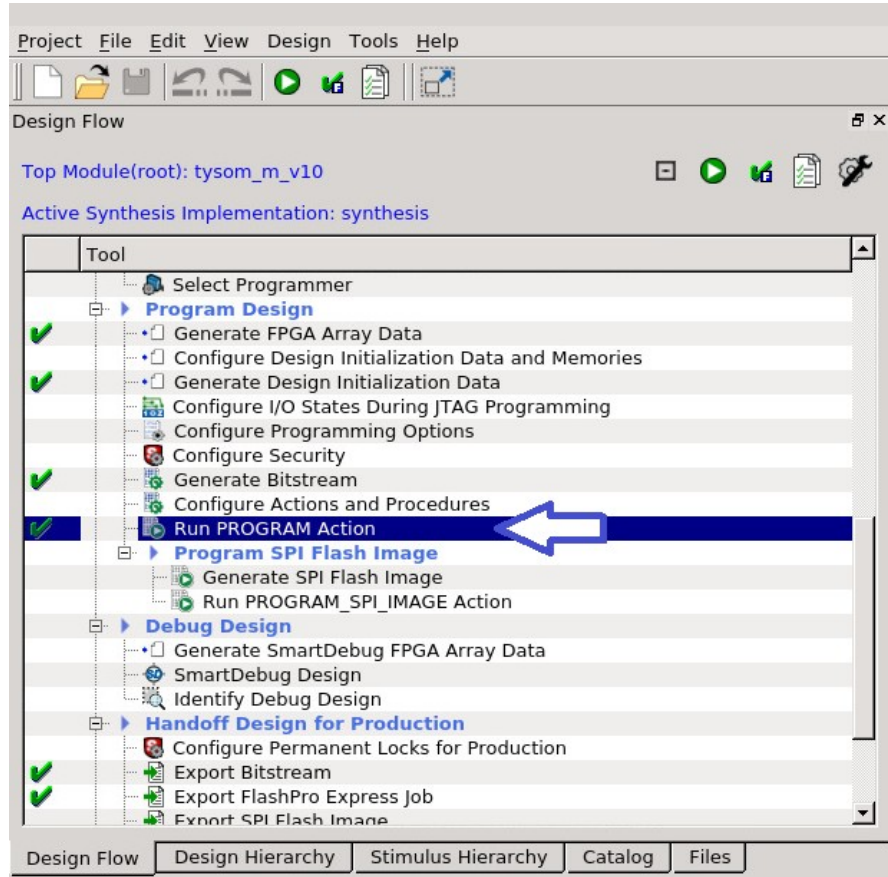 Project File Edit View Design Tools Help
Design Flow
Top Module(root): tysom_m_v10
Active Synthesis Implementation: synthesis
Tool
Select Programmer
Program Design
Generate FPGA Array Data
Configure Design Initialization Data and Memories
Generate Design Initialization Data
Configure I/O States During JTAG Programming
Configure Programming Options
Configure Security
Generate Bitstream
Configure Actions and Procedures
Run PROGRAM Action
Program SPI Flash Image
Generate SPI Flash Image
Run PROGRAM_SPI_IMAGE Action
Debug Design
Generate SmartDebug FPGA Array Data
SmartDebug Design
Identify Debug Design
Handoff Design for Production
Configure Permanent Locks for Production
Export Bitstream
Export FlashPro Express Job
Export SPI Flash Image
Design Flow Design Hierarchy Stimulus Hierarchy Catalog Files